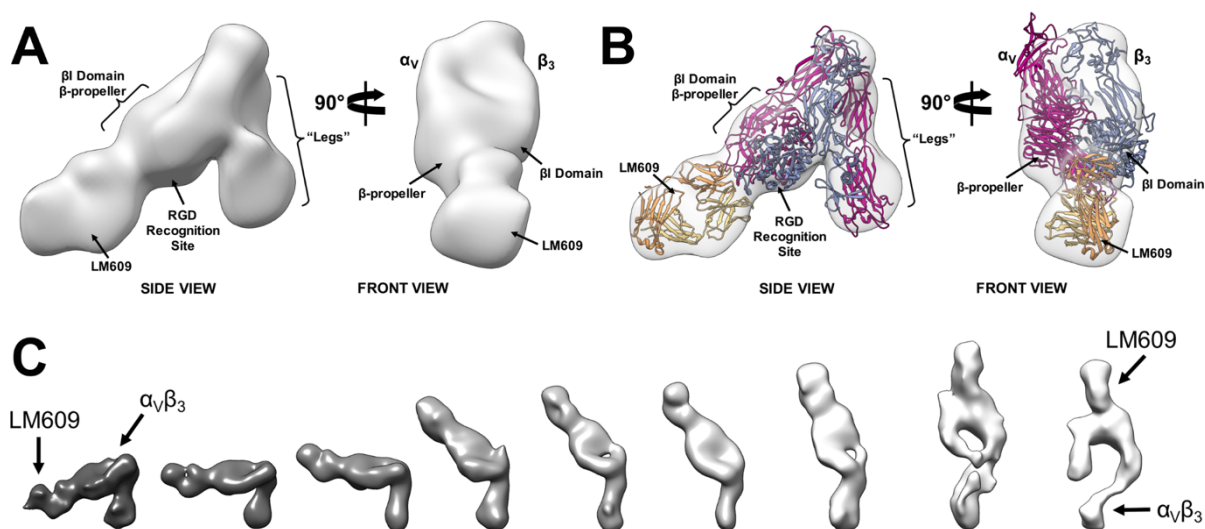 A
αV
β3
βI Domain
β-propeller
90°
“Legs”
β-propeller
βI Domain
RGD
Recognition
Site
LM609
LM609
SIDE VIEW
FRONT VIEW
B
αV
β3
βI Domain
β-propeller
90°
“Legs”
LM609
β-propeller
βI Domain
RGD
Recognition
Site
LM609
SIDE VIEW
FRONT VIEW
C
LM609
αVβ3
LM609
αVβ3